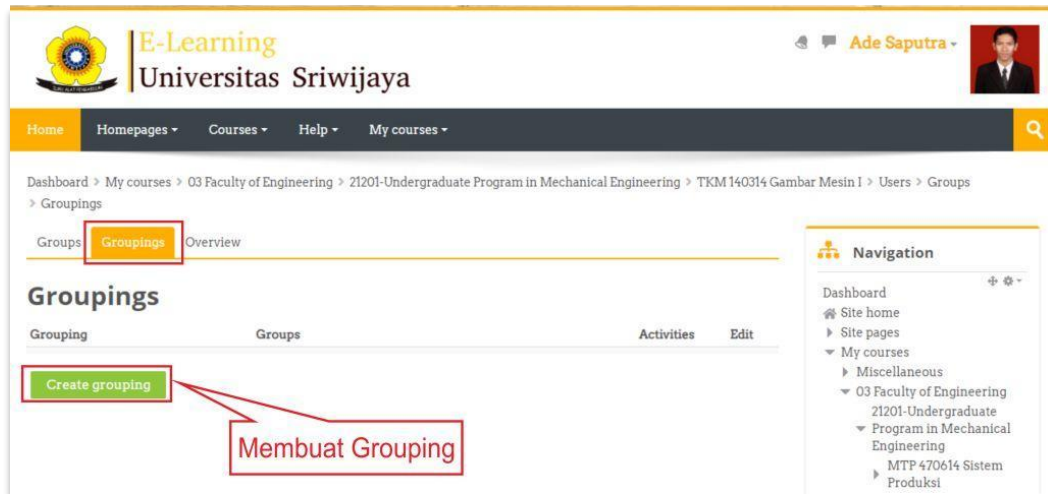 E-Learning
Universitas Sriwijaya
Ade Saputra
Home Homepages Courses Help My courses
Dashboard > My courses > 03 Faculty of Engineering > 21201-Undergraduate Program in Mechanical Engineering > TKM 140314 Gambar Mesin I > Users > Groups
> Groupings
Groups Groupings Overview
Groupings
Grouping Groups Activities Edit
Create grouping
Membuat Grouping
Navigation
Dashboard
Site home
Site pages
My courses
Miscellaneous
03 Faculty of Engineering
21201-Undergraduate
Program in Mechanical
Engineering
MTP 470614 Sistem
Produksi